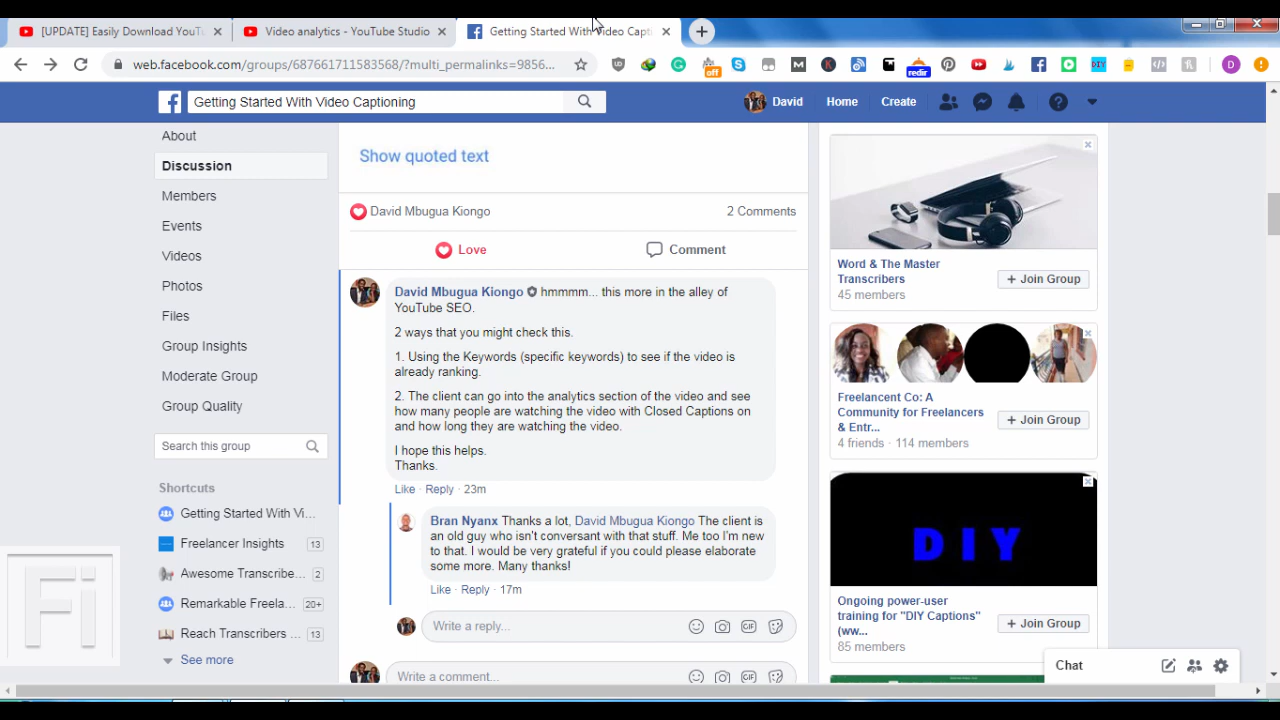 [UPDATE] Easily Download YouT
Video analytics - YouTube Studio
Getting Started With Video Capti
web.facebook.com/groups/687661711583568/?multi_permalinks=9856...
off
redir
DIY
D
Getting Started With Video Captioning
David
Home
Create
About
Discussion
Members
Events
Videos
Photos
Files
Group Insights
Moderate Group
Group Quality
Search this group
Shortcuts
Getting Started With Vi...
Freelancer Insights 13
Awesome Transcribe... 2
Remarkable Freela... 20+
Reach Transcribers ... 13
See more
Fi
Show quoted text
David Mbugua Kiongo
2 Comments
Love
Comment
David Mbugua Kiongo hmmmm... this more in the alley of
YouTube SEO.
2 ways that you might check this.
1. Using the Keywords (specific keywords) to see if the video is
already ranking.
2. The client can go into the analytics section of the video and see
how many people are watching the video with Closed Captions on
and how long they are watching the video.
I hope this helps.
Thanks.
Like · Reply · 23m
Bran Nyanx Thanks a lot, David Mbugua Kiongo The client is
an old guy who isn't conversant with that stuff. Me too I'm new
to that. I would be very grateful if you could please elaborate
some more. Many thanks!
Like · Reply · 17m
Write a reply...
GIF
Write a comment...
GIF
Word & The Master
Transcribers
45 members
+ Join Group
Freelancent Co: A
Community for Freelancers
& Entr...
4 friends · 114 members
+ Join Group
DIY
Ongoing power-user
training for "DIY Captions"
(ww...
85 members
+ Join Group
Chat